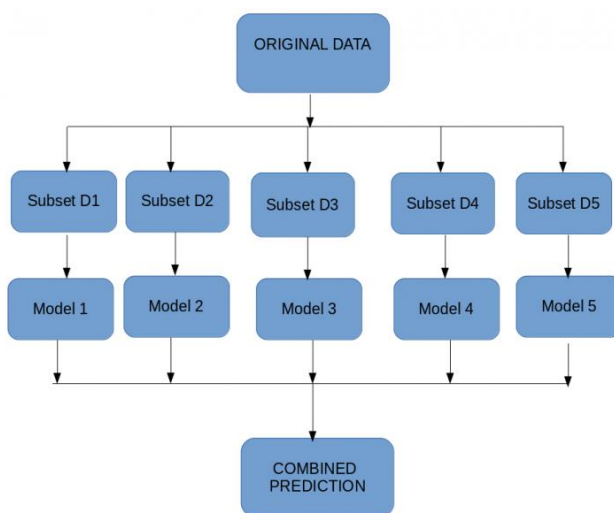 ORIGINAL DATA
Subset D1
Subset D2
Subset D3
Subset D4
Subset D5
Model 1
Model 2
Model 3
Model 4
Model 5
COMBINED
PREDICTION